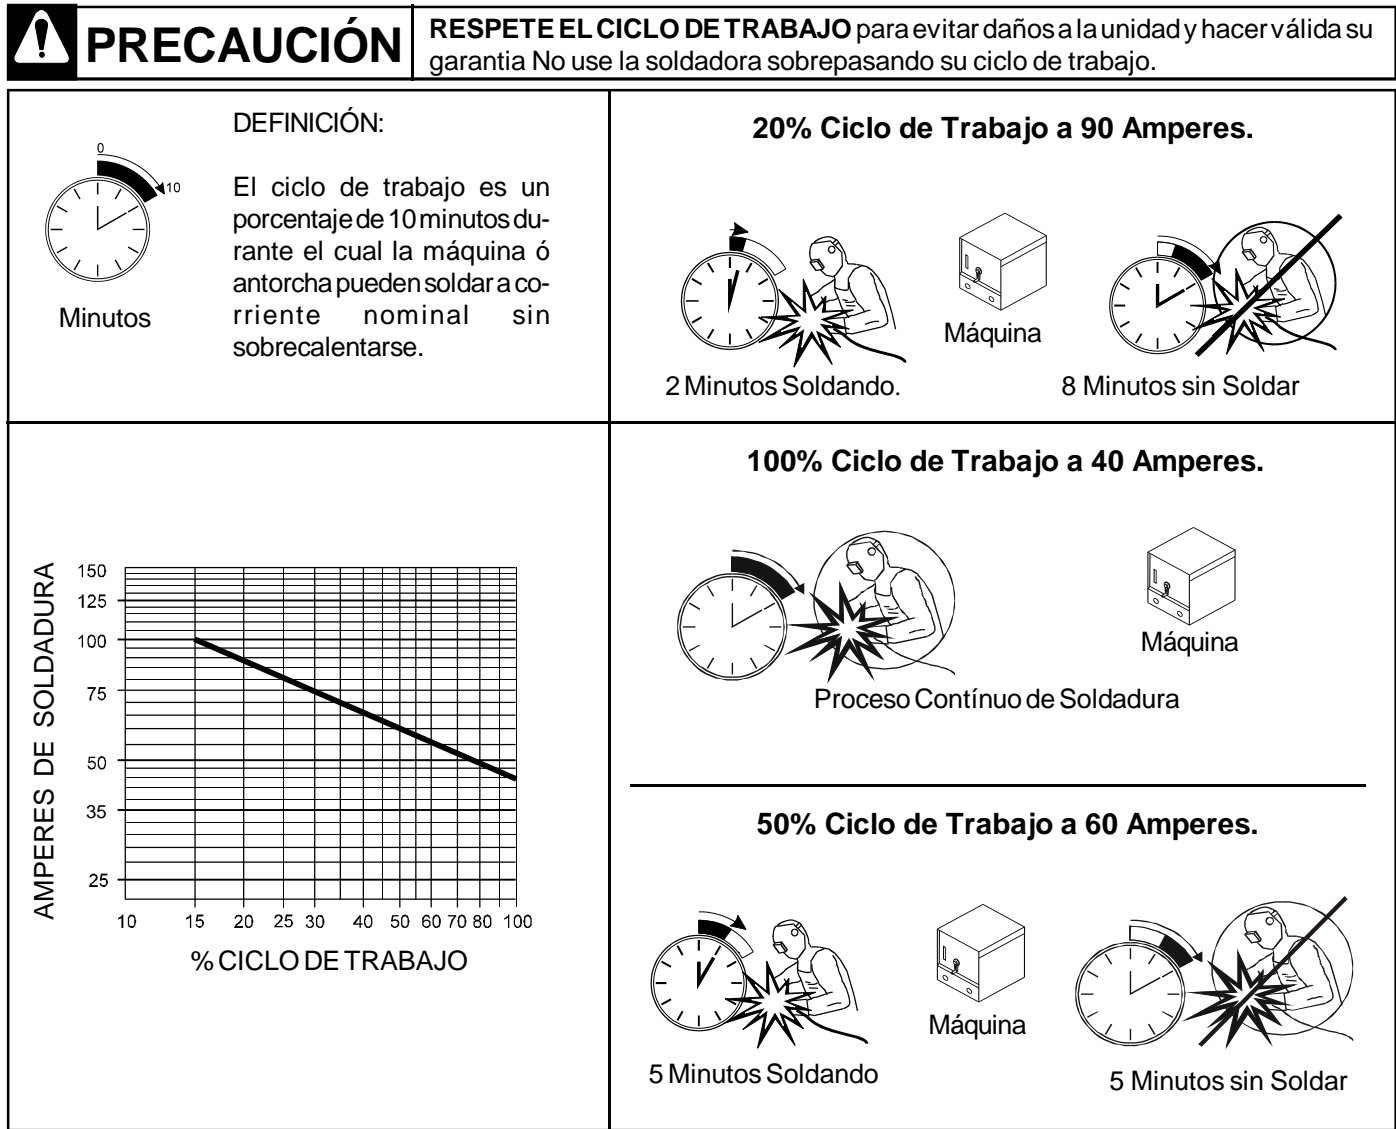 PRECAUCIÓN
RESPETE EL CICLO DE TRABAJO para evitar daños a la unidad y hacer válida su
garantia No use la soldadora sobrepasando su ciclo de trabajo.
0
10
Minutos
DEFINICIÓN:
El ciclo de trabajo es un
porcentaje de 10 minutos du-
rante el cual la máquina ó
antorcha pueden soldar a co-
rriente nominal sin
sobrecalentarse.
20% Ciclo de Trabajo a 90 Amperes.
Máquina
2 Minutos Soldando.
8 Minutos sin Soldar
AMPERES DE SOLDADURA
150
125
100
75
50
35
25
10 15 20 25 30 40 50 60 70 80 100
% CICLO DE TRABAJO
100% Ciclo de Trabajo a 40 Amperes.
Máquina
Proceso Contínuo de Soldadura
50% Ciclo de Trabajo a 60 Amperes.
Máquina
5 Minutos Soldando
5 Minutos sin Soldar